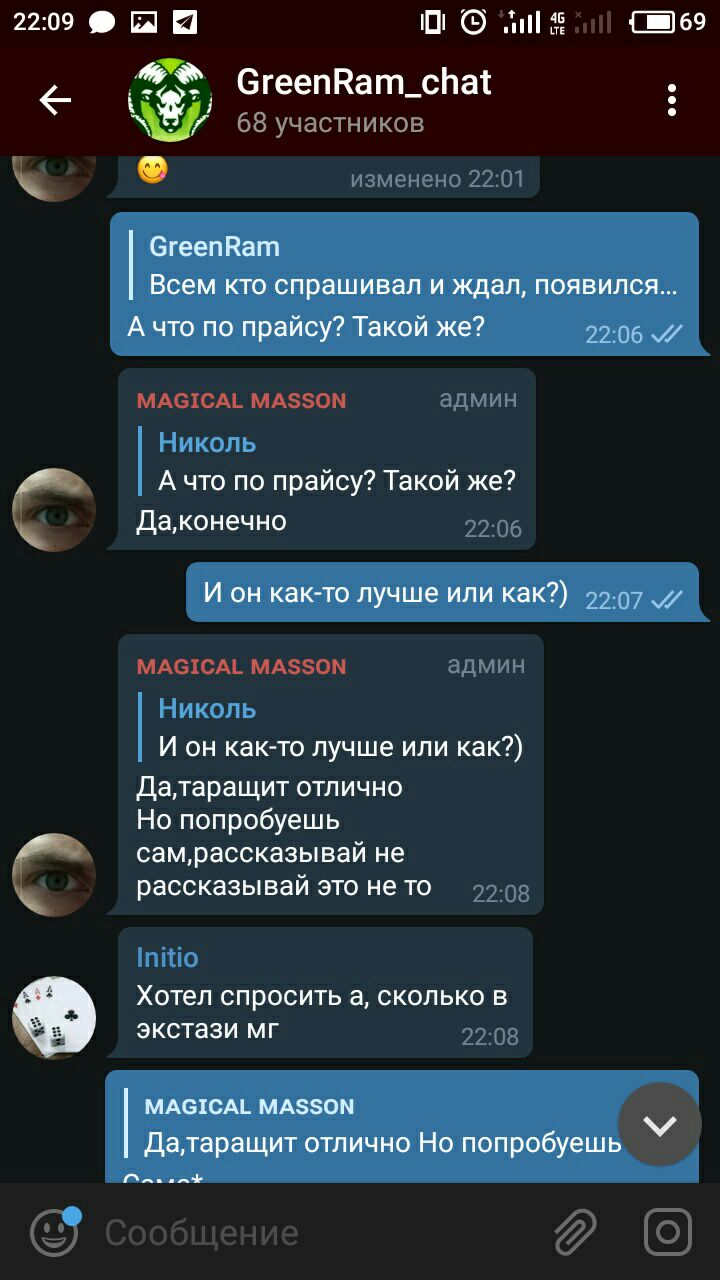 22:09
4G
LTE
69
GreenRam_chat
68 участников
изменено 22:01
GreenRam
Всем кто спрашивал и ждал, появился...
А что по прайсу? Такой же?
22:06
MAGICAL MASSON админ
Николь
А что по прайсу? Такой же?
Да,конечно
22:06
И он как-то лучше или как?)
22:07
MAGICAL MASSON админ
Николь
И он как-то лучше или как?)
Да,таращит отлично
Но попробуешь
сам,рассказывай не
рассказывай это не то
22:08
Initio
Хотел спросить а, сколько в
экстази мг
22:08
MAGICAL MASSON
Да,таращит отлично Но попробуешь
Сообщение